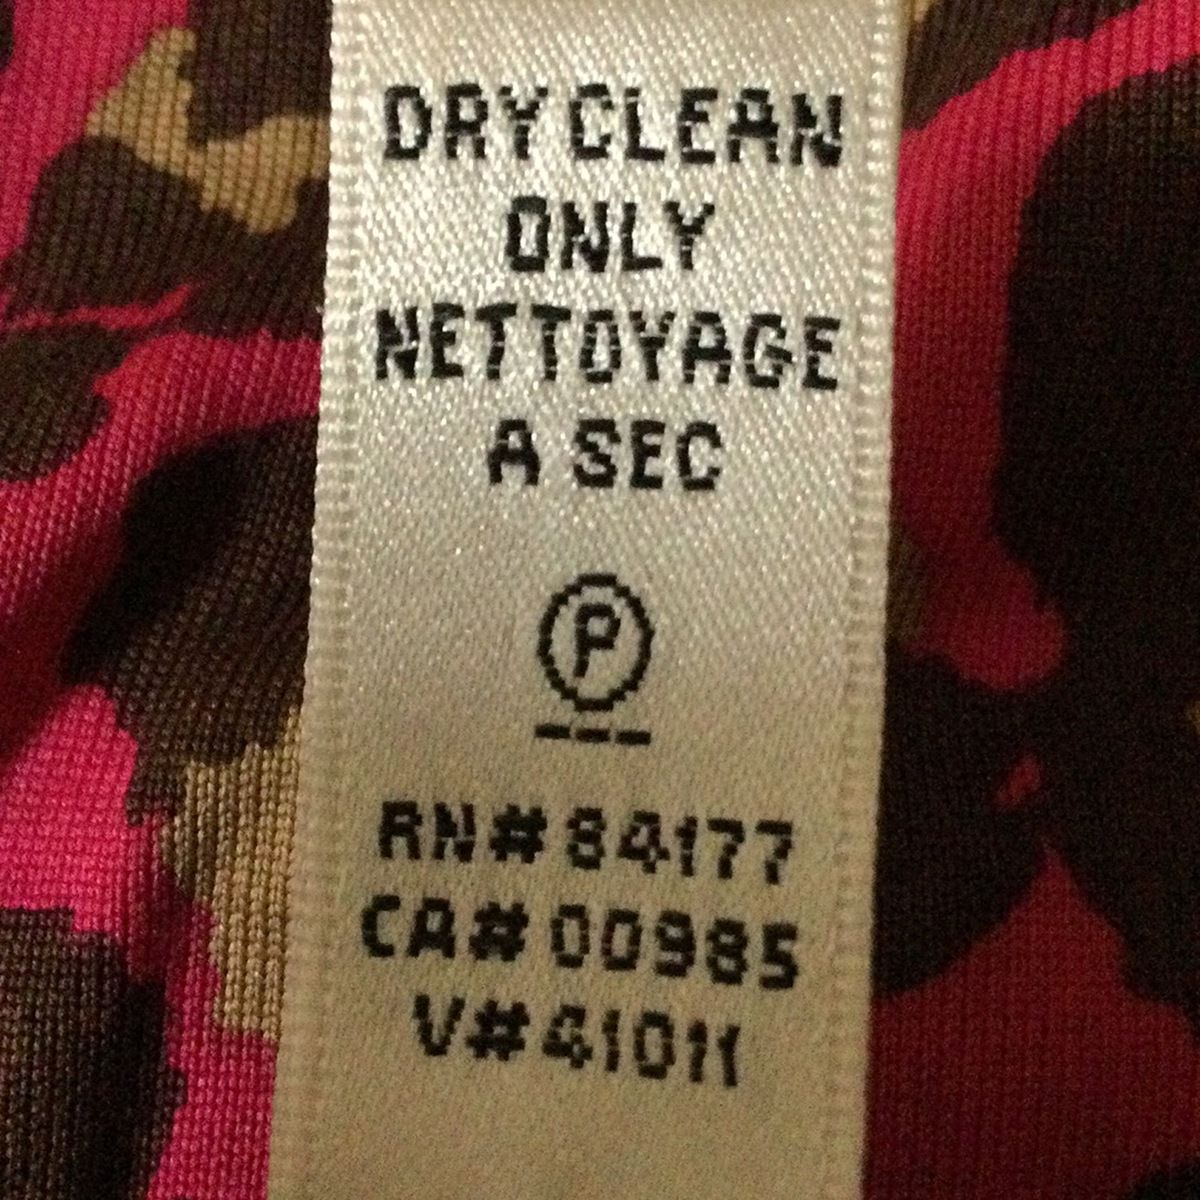 DRY CLEAN
ONLY
NETTOYAGE
A SEC
P
RN# 84177
CA# 00985
V# 41011